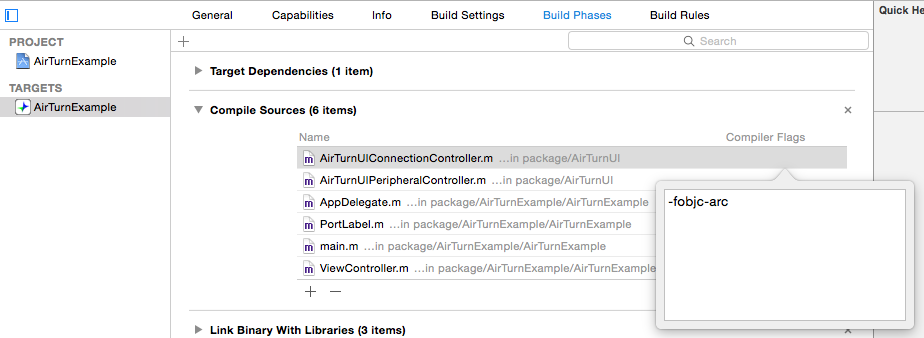 General Capabilities Info Build Settings Build Phases Build Rules Quick He
PROJECT
AirTurnExample
TARGETS
AirTurnExample
+ Search
Target Dependencies (1 item)
Compile Sources (6 items) ×
Name Compiler Flags
m AirTurnUIConnectionController.m ...in package/AirTurnUI
m AirTurnUIPeripheralController.m ...in package/AirTurnUI
m AppDelegate.m ...in package/AirTurnExample/AirTurnExample
m PortLabel.m ...in package/AirTurnExample/AirTurnExample
m main.m ...in package/AirTurnExample/AirTurnExample
m ViewController.m ...in package/AirTurnExample/AirTurnExample
-fobjc-arc
+ −
Link Binary With Libraries (3 items)